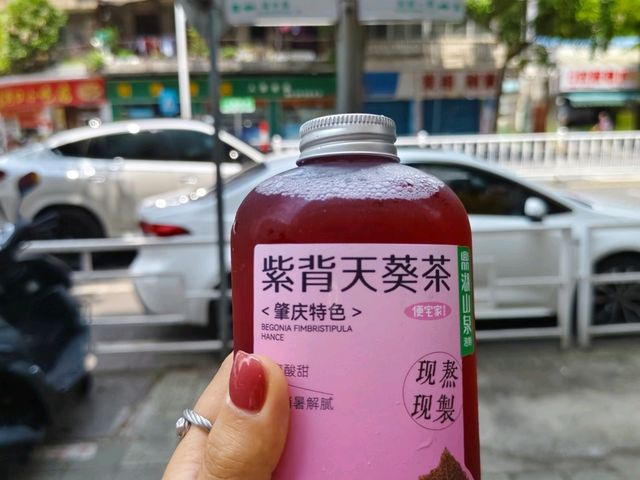 紫背天葵茶
<肇庆特色>
便宅家
BEGONIA FIMBRISTIPULA
HANCE
鼎湖山泉
酸甜
暑解腻
现熬
现製